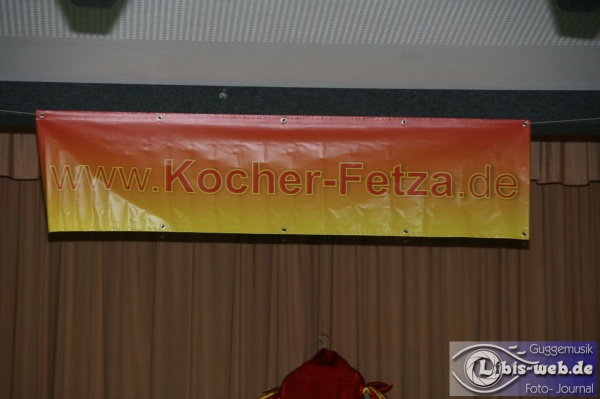 www.Kocher-Fetza.de
Guggemusik
Libis-web.de
Foto- Journal